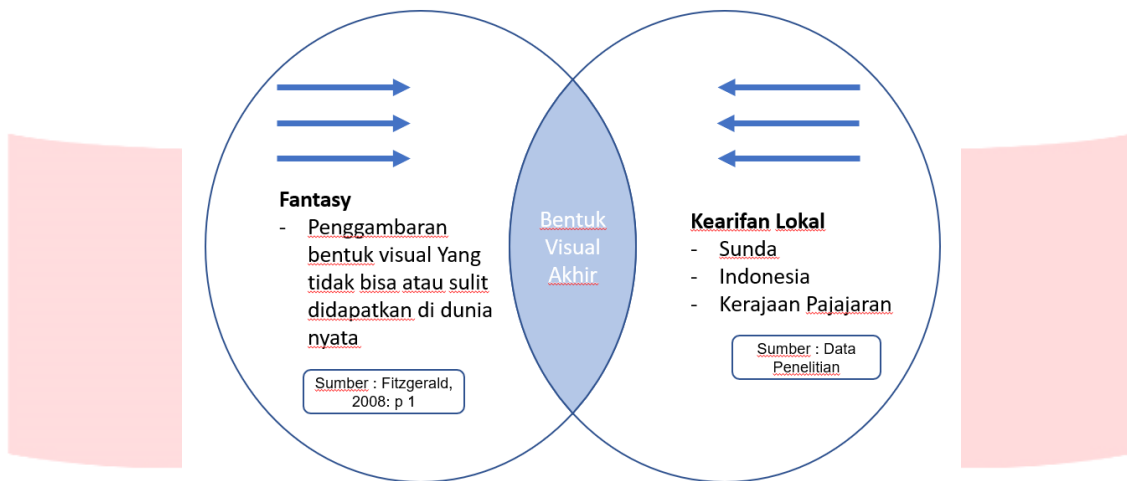 Fantasy
- Penggambaran
bentuk visual Yang
tidak bisa atau sulit
didapatkan di dunia
nyata
Sumber : Fitzgerald,
2008: p 1
Bentuk
Visual
Akhir
Kearifan Lokal
- Sunda
- Indonesia
- Kerajaan Pajajaran
Sumber : Data
Penelitian